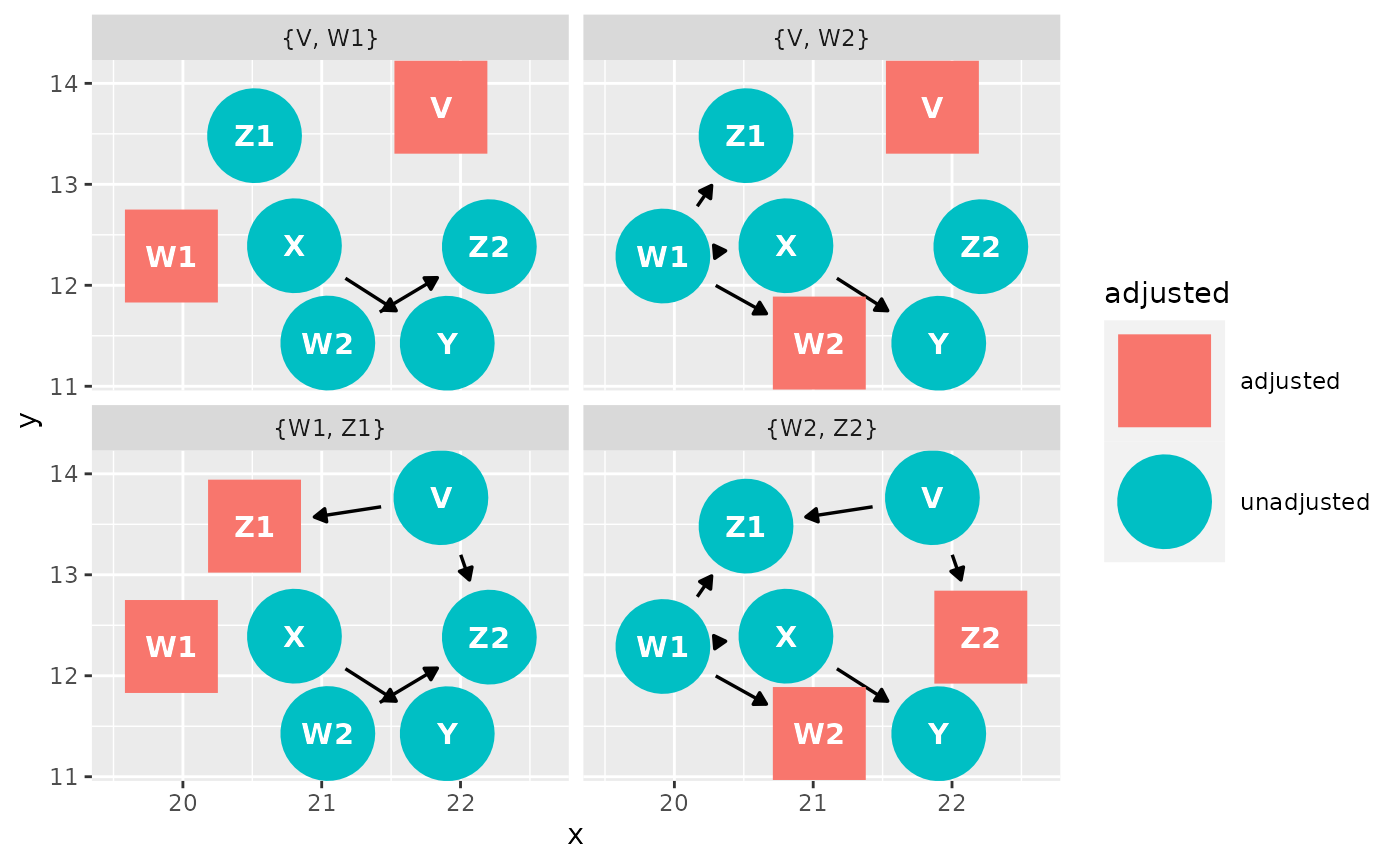 {V, W1}
{V, W2}
14
13
12
11
Z1
V
W1
X
Z2
W2
Y
Z1
V
W1
X
Z2
W2
Y
{W1, Z1}
{W2, Z2}
14
13
12
11
Z1
V
W1
X
Z2
W2
Y
Z1
V
W1
X
Z2
W2
Y
20
21
22
20
21
22
x
y
adjusted
adjusted
unadjusted